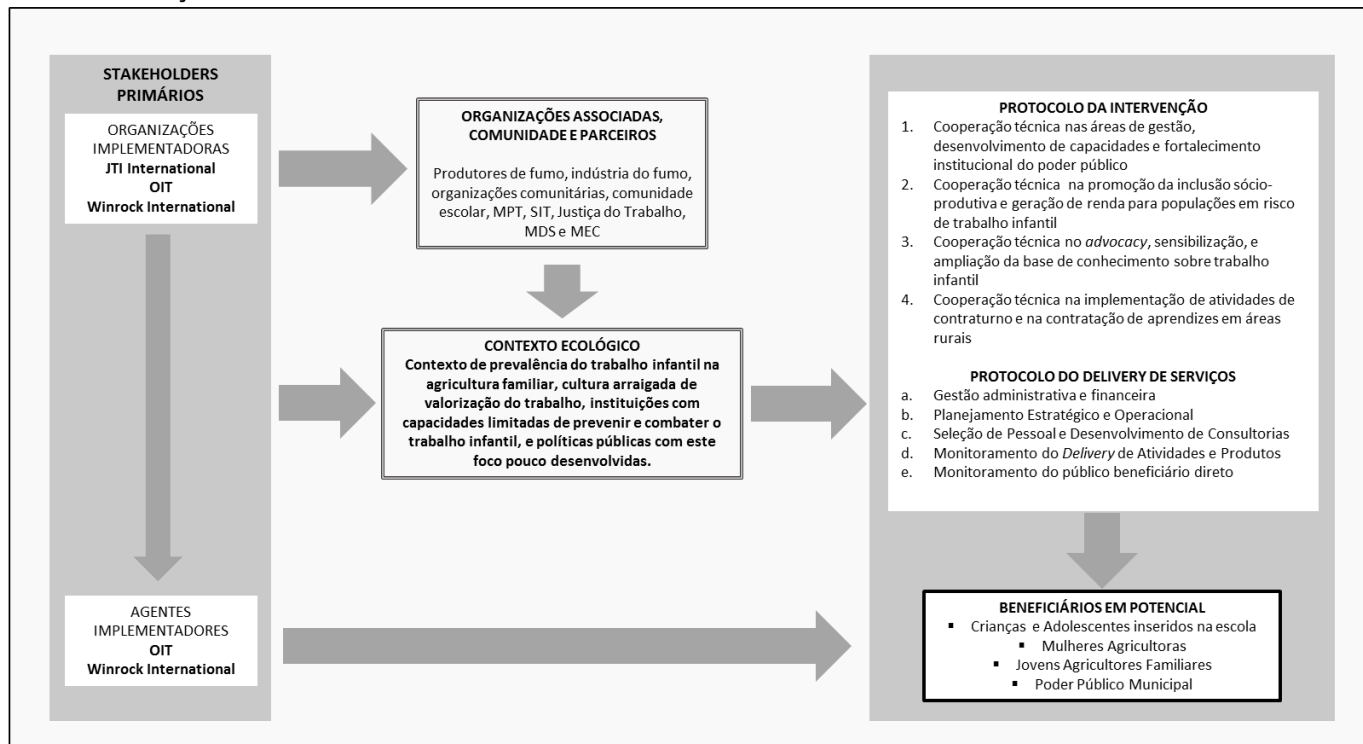 STAKEHOLDERS
PRIMÁRIOS
ORGANIZAÇÕES
IMPLEMENTADORAS
JTI International
OIT
Winrock International
AGENTES
IMPLEMENTADORES
OIT
Winrock International
ORGANIZAÇÕES ASSOCIADAS,
COMUNIDADE E PARCEIROS
Produtores de fumo, indústria do fumo,
organizações comunitárias, comunidade
escolar, MPT, SIT, Justiça do Trabalho,
MDS e MEC
CONTEXTO ECOLÓGICO
Contexto de prevalência do trabalho infantil na
agricultura familiar, cultura arraigada de
valorização do trabalho, instituições com
capacidades limitadas de prevenir e combater o
trabalho infantil, e políticas públicas com este
foco pouco desenvolvidas.
PROTOCOLO DA INTERVENÇÃO
1. Cooperação técnica nas áreas de gestão,
desenvolvimento de capacidades e fortalecimento
institucional do poder público
2. Cooperação técnica na promoção da inclusão sócio-
produtiva e geração de renda para populações em risco
de trabalho infantil
3. Cooperação técnica no advocacy, sensibilização, e
ampliação da base de conhecimento sobre trabalho
infantil
4. Cooperação técnica na implementação de atividades de
contraturno e na contratação de aprendizes em áreas
rurais
PROTOCOLO DO DELIVERY DE SERVIÇOS
a. Gestão administrativa e financeira
b. Planejamento Estratégico e Operacional
c. Seleção de Pessoal e Desenvolvimento de Consultorias
d. Monitoramento do Delivery de Atividades e Produtos
e. Monitoramento do público beneficiário direto
BENEFICIÁRIOS EM POTENCIAL
▪ Crianças e Adolescentes inseridos na escola
▪ Mulheres Agricultoras
▪ Jovens Agricultores Familiares
▪ Poder Público Municipal